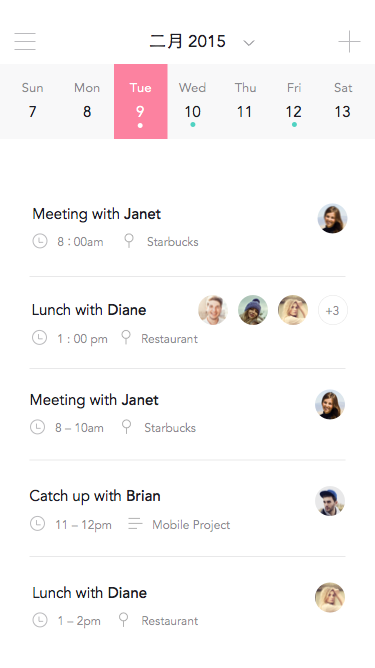 二月 2015
Sun Mon Tue Wed Thu Fri Sat
7 8 9 10 11 12 13
Meeting with Janet
8 : 00am Starbucks
Lunch with Diane +3
1 : 00 pm Restaurant
Meeting with Janet
8 – 10am Starbucks
Catch up with Brian
11 – 12pm Mobile Project
Lunch with Diane
1 – 2pm Restaurant